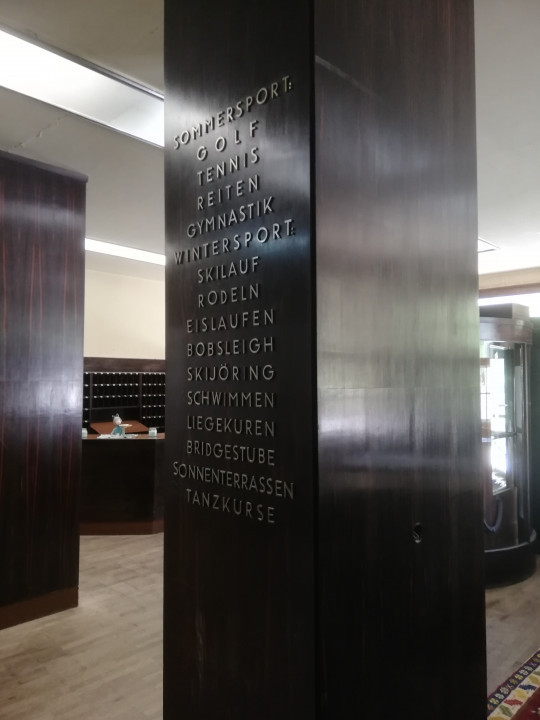 SOMMERSPORT:
GOLF
TENNIS
REITEN
GYMNASTIK
WINTERSPORT:
SKILAUF
RODELN
EISLAUFEN
BOBSLEIGH
SKIJÖRING
SCHWIMMEN
LIEGEKUREN
BRIDGESTUBE
SONNENTERRASSEN
TANZKURSE